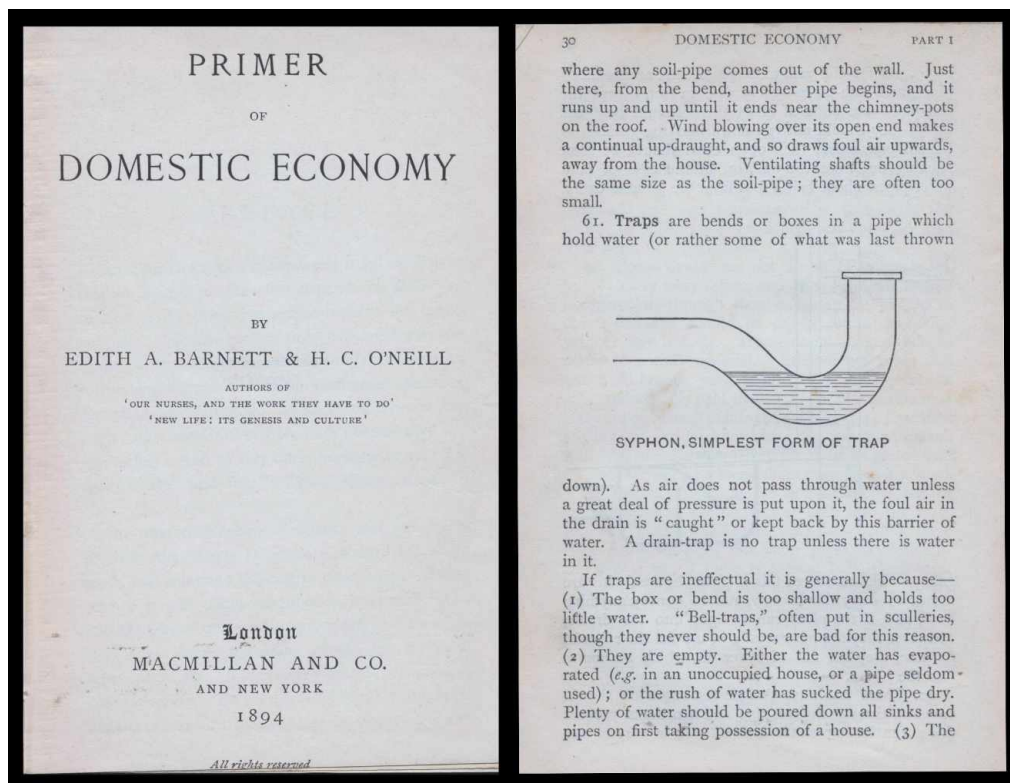 PRIMER
OF
DOMESTIC ECONOMY
BY
EDITH A. BARNETT & H. C. O'NEILL
AUTHORS OF
'OUR NURSES, AND THE WORK THEY HAVE TO DO'
'NEW LIFE: ITS GENESIS AND CULTURE'
London
MACMILLAN AND CO.
AND NEW YORK
1894
All rights reserved
30 DOMESTIC ECONOMY PART I
where any soil-pipe comes out of the wall. Just
there, from the bend, another pipe begins, and it
runs up and up until it ends near the chimney-pots
on the roof. Wind blowing over its open end makes
a continual up-draught, and so draws foul air upwards,
away from the house. Ventilating shafts should be
the same size as the soil-pipe; they are often too
small.
61. Traps are bends or boxes in a pipe which
hold water (or rather some of what was last thrown
SYPHON, SIMPLEST FORM OF TRAP
down). As air does not pass through water unless
a great deal of pressure is put upon it, the foul air in
the drain is "caught" or kept back by this barrier of
water. A drain-trap is no trap unless there is water
in it.
If traps are ineffectual it is generally because—
(1) The box or bend is too shallow and holds too
little water. "Bell-traps," often put in sculleries,
though they never should be, are bad for this reason.
(2) They are empty. Either the water has evapo-
rated (e.g. in an unoccupied house, or a pipe seldom
used); or the rush of water has sucked the pipe dry.
Plenty of water should be poured down all sinks and
pipes on first taking possession of a house. (3) The